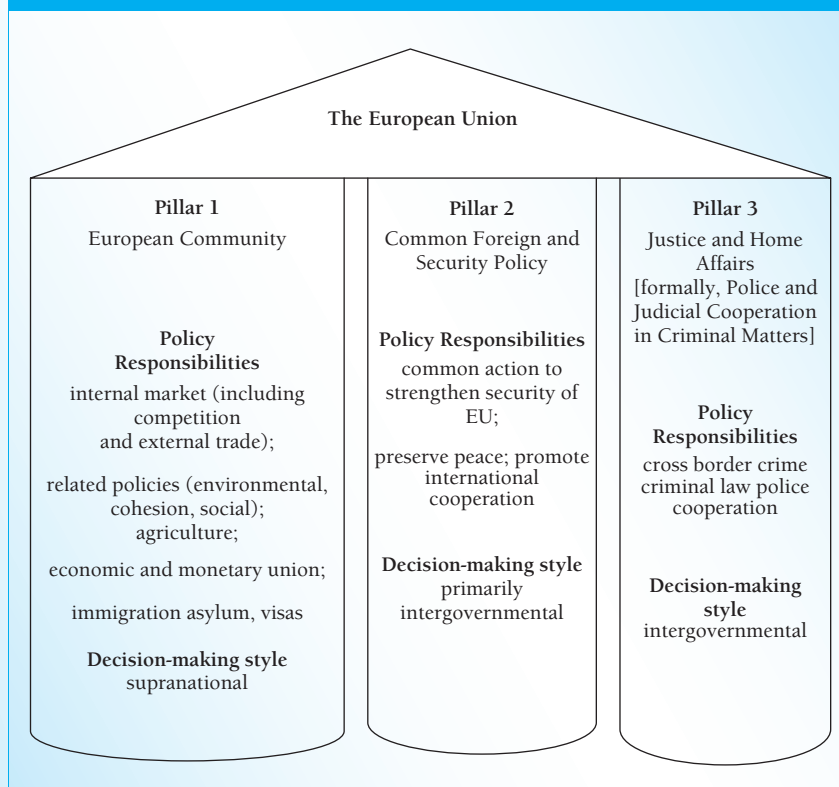 The European Union
Pillar 1
European Community
Policy
Responsibilities
internal market (including
competition
and external trade);
related policies (environmental,
cohesion, social);
agriculture;
economic and monetary union;
immigration asylum, visas
Decision-making style
supranational
Pillar 2
Common Foreign and
Security Policy
Policy Responsibilities
common action to
strengthen security of
EU;
preserve peace; promote
international
cooperation
Decision-making style
primarily
intergovernmental
Pillar 3
Justice and Home
Affairs
[formally, Police and
Judicial Cooperation
in Criminal Matters]
Policy
Responsibilities
cross border crime
criminal law police
cooperation
Decision-making
style
intergovernmental